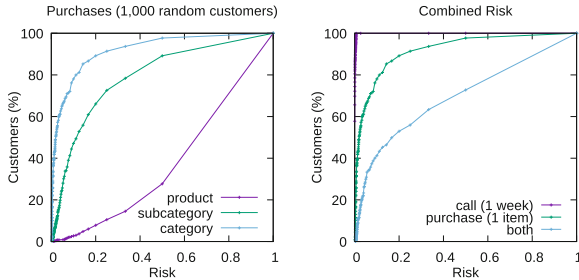 Purchases (1,000 random customers)
Customers (%)
100
80
60
40
20
0
product
subcategory
category
0 0.2 0.4 0.6 0.8 1
Risk
Combined Risk
Customers (%)
100
80
60
40
20
0
call (1 week)
purchase (1 item)
both
0 0.2 0.4 0.6 0.8 1
Risk